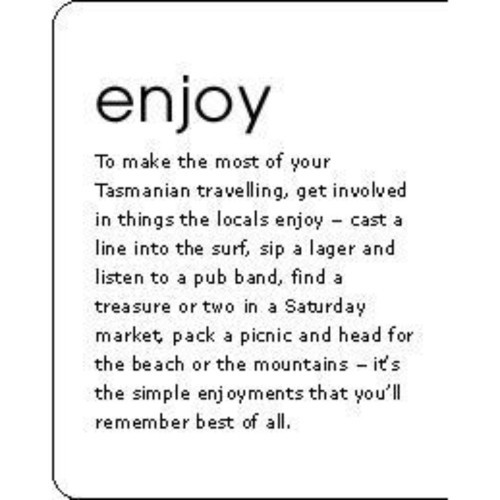 enjoy
To make the most of your
Tasmanian travelling, get involved
in things the locals enjoy – cast a
line into the surf, sip a lager and
listen to a pub band, find a
treasure or two in a Saturday
market, pack a picnic and head for
the beach or the mountains – it's
the simple enjoyments that you'll
remember best of all.